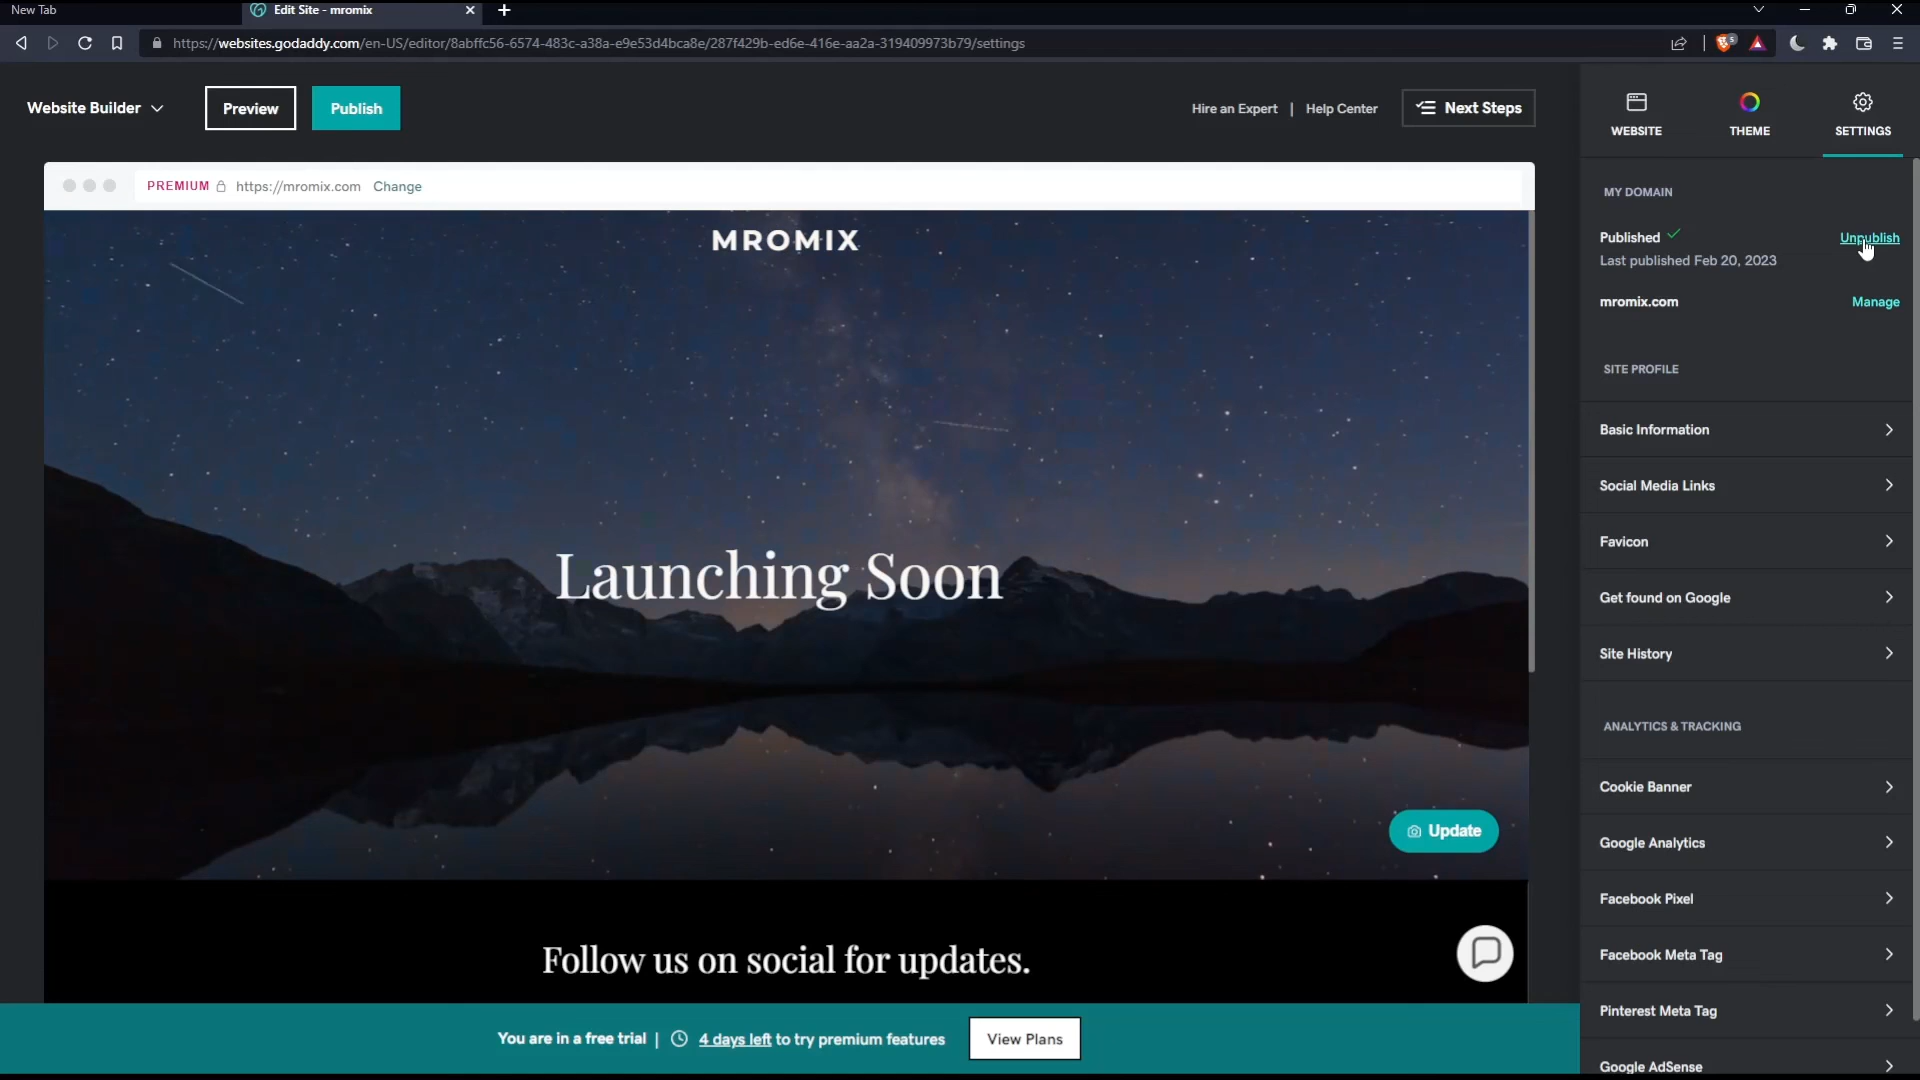 New Tab
Edit Site - mromix
https://websites.godaddy.com/en-US/editor/8abffc56-6574-483c-a38a-e9e53d4bca8e/287f429b-ed6e-416e-aa2a-319409973b79/settings
5
Website Builder
Preview
Publish
Hire an Expert | Help Center
Next Steps
WEBSITE
THEME
SETTINGS
PREMIUM https://mromix.com Change
MROMIX
Launching Soon
Update
Follow us on social for updates.
You are in a free trial | 4 days left to try premium features
View Plans
MY DOMAIN
Published
Unpublish
Last published Feb 20, 2023
mromix.com
Manage
SITE PROFILE
Basic Information
Social Media Links
Favicon
Get found on Google
Site History
ANALYTICS & TRACKING
Cookie Banner
Google Analytics
Facebook Pixel
Facebook Meta Tag
Pinterest Meta Tag
Google AdSense